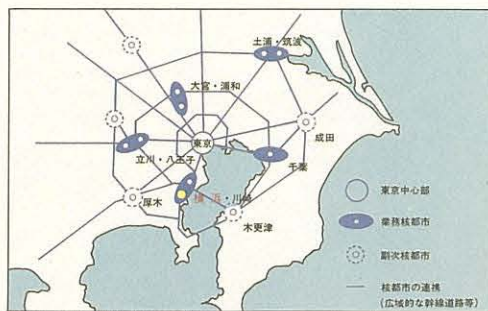 土浦・筑波
大宮・浦和
東京
成田
立川・八王子
千葉
横浜・川崎
厚木
木更津
東京中心部
業務核都市
副次核都市
核都市の連携
(広域的な幹線道路等)